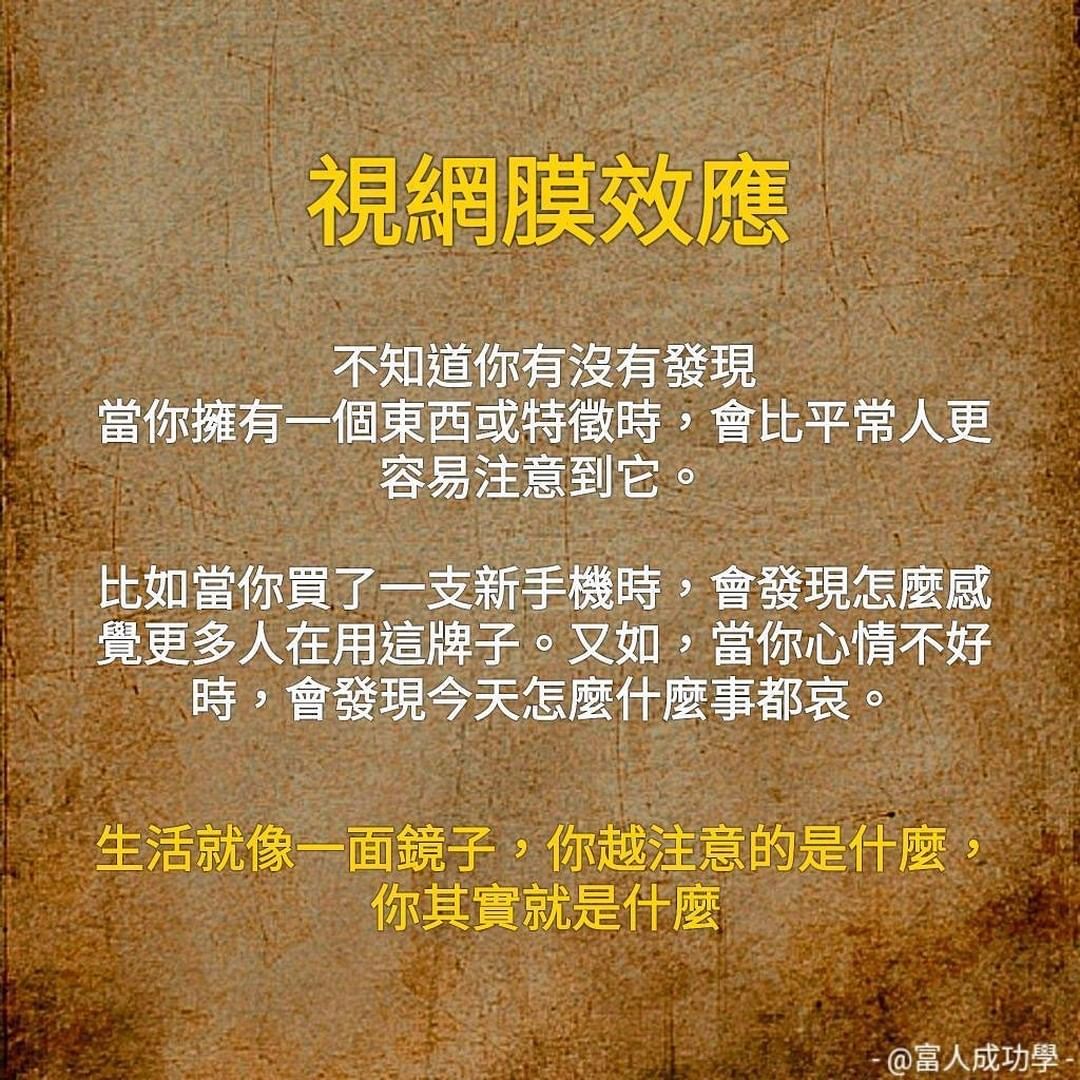 視網膜效應
不知道你有沒有發現
當你擁有一個東西或特徵時，會比平常人更
容易注意到它。
比如當你買了一支新手機時，會發現怎麼感
覺更多人在用這牌子。又如，當你心情不好
時，會發現今天怎麼什麼事都哀。
生活就像一面鏡子，你越注意的是什麼，
你其實就是什麼
- @富人成功學 -